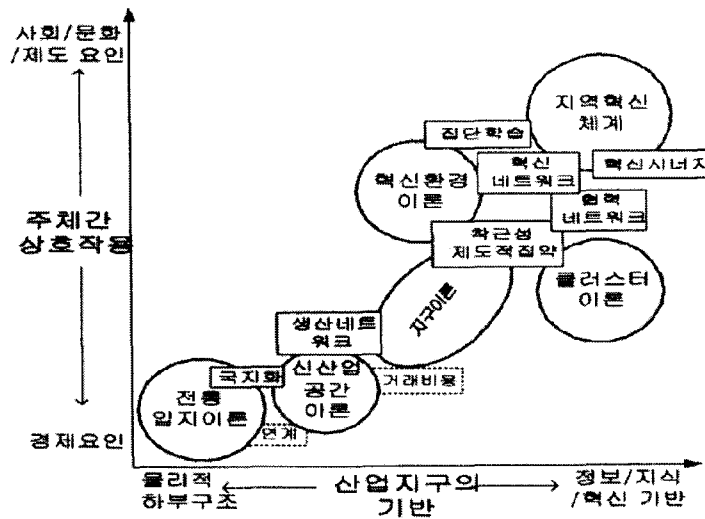 사회/문화
/제도 요인
주체간
상호작용
경제요인
지역혁신
체계
집단학습
혁신
네트워크
혁신시너지
혁신환경
이론
협력
네트워크
착근성
제도적집약
클러스터
이론
지구이론
생산네트
워크
신산업
공간
이론
거래비용
국지화
전통
입지이론
연계
물리적
하부구조
산업지구의
기반
정보/지식
/혁신 기반